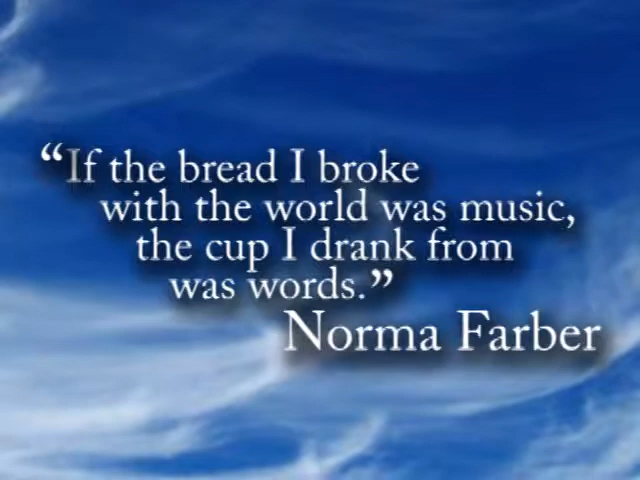 “If the bread I broke
with the world was music,
the cup I drank from
was words.”
Norma Farber